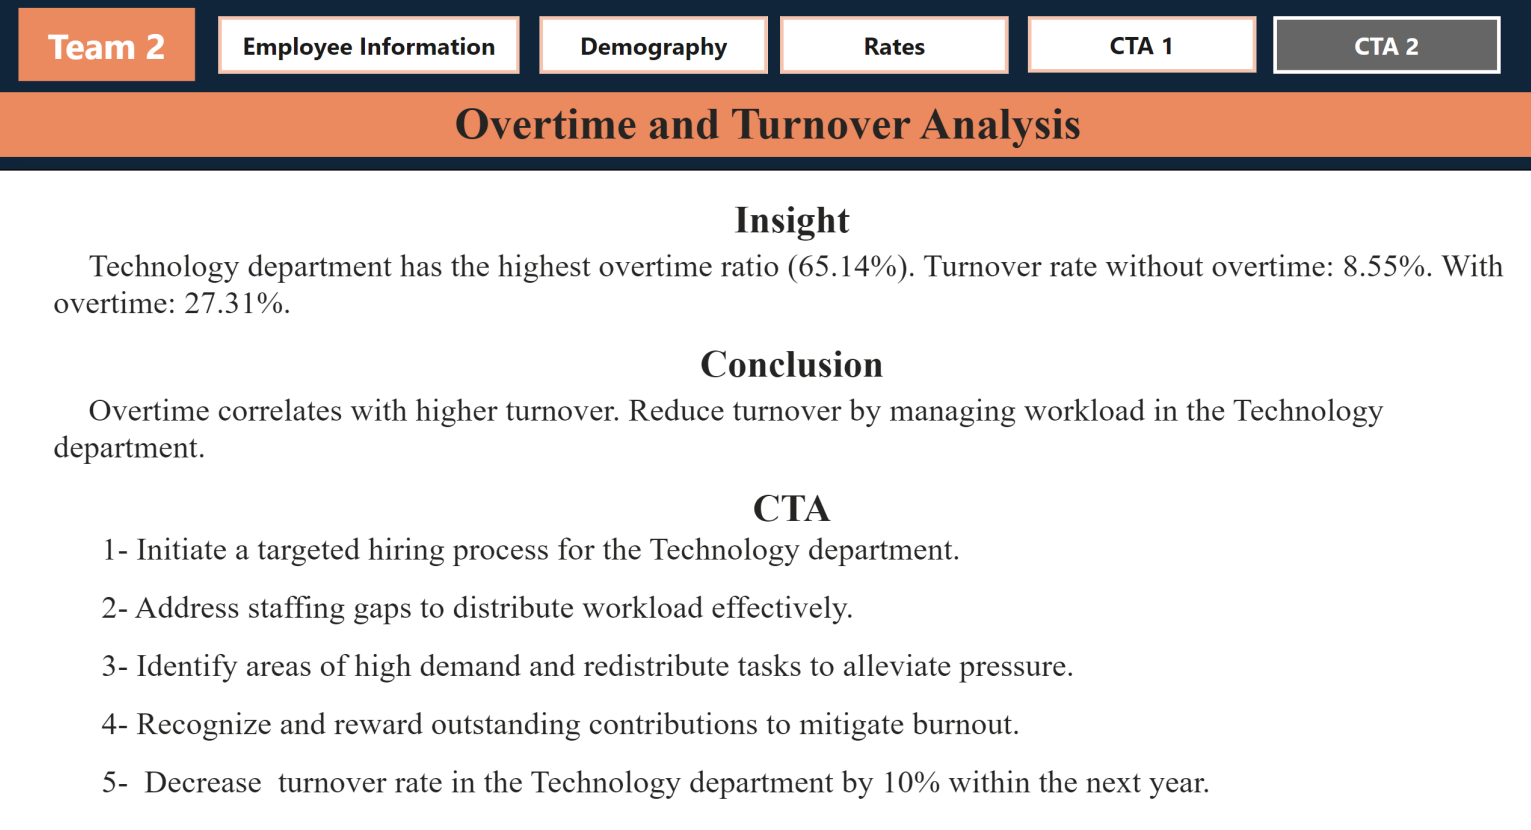 Team 2
Employee Information
Demography
Rates
CTA 1
CTA 2
Overtime and Turnover Analysis
Insight
Technology department has the highest overtime ratio (65.14%). Turnover rate without overtime: 8.55%. With
overtime: 27.31%.
Conclusion
Overtime correlates with higher turnover. Reduce turnover by managing workload in the Technology
department.
CTA
1- Initiate a targeted hiring process for the Technology department.
2- Address staffing gaps to distribute workload effectively.
3- Identify areas of high demand and redistribute tasks to alleviate pressure.
4- Recognize and reward outstanding contributions to mitigate burnout.
5-  Decrease  turnover rate in the Technology department by 10% within the next year.